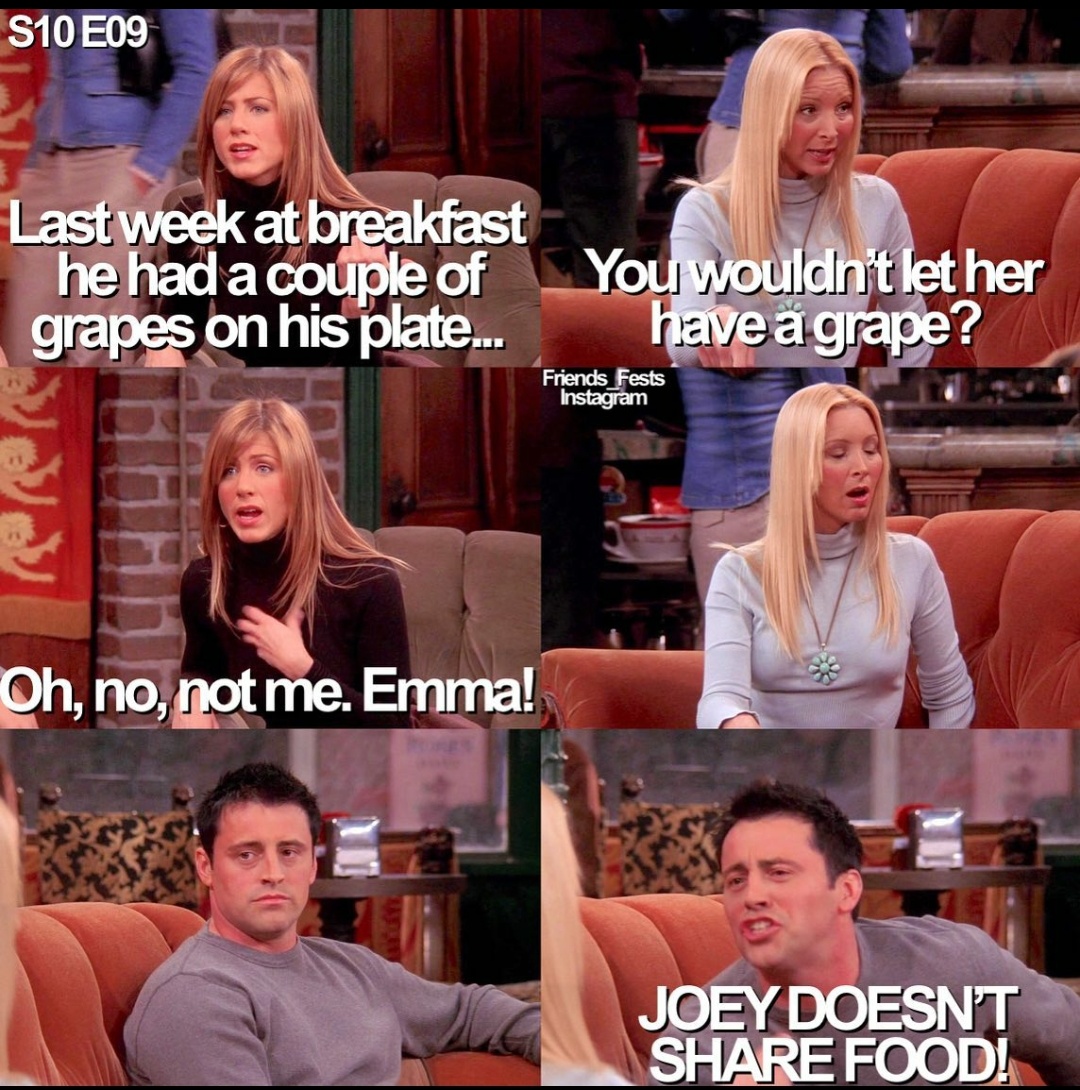 S10 E09
Last week at breakfast
he had a couple of
grapes on his plate...
You wouldn't let her
have a grape?
Oh, no, not me. Emma!
Friends_Fests
Instagram
JOEY DOESN'T
SHARE FOOD!